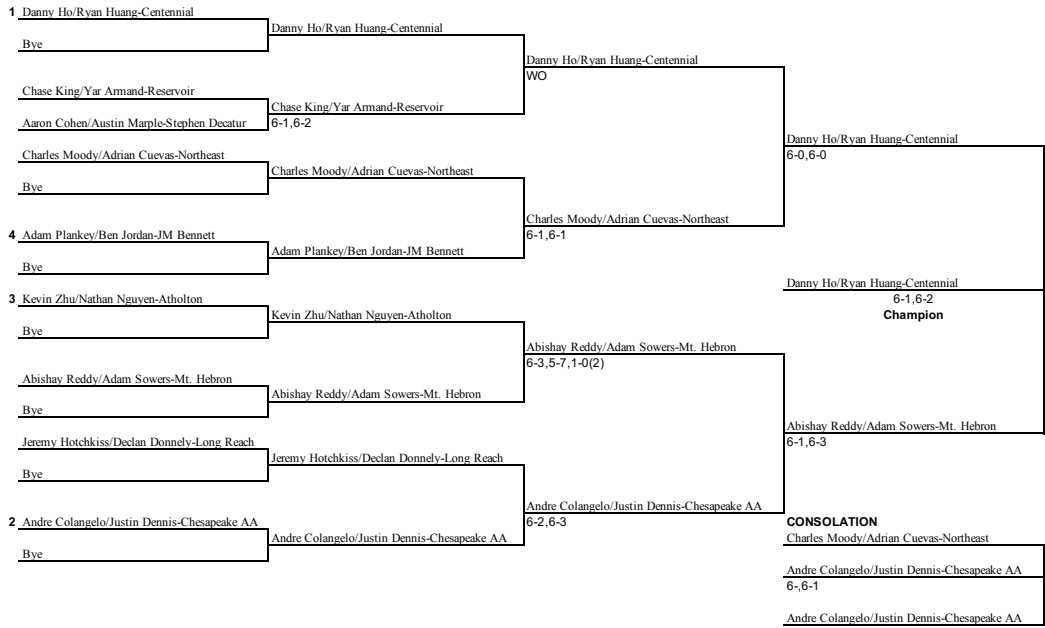 1 Danny Ho/Ryan Huang-Centennial
Bye
Chase King/Yar Armand-Reservoir
Aaron Cohen/Austin Marple-Stephen Decatur
Charles Moody/Adrian Cuevas-Northeast
Bye
4 Adam Plankey/Ben Jordan-JM Bennett
Bye
3 Kevin Zhu/Nathan Nguyen-Atholton
Bye
Abishay Reddy/Adam Sowers-Mt. Hebron
Bye
Jeremy Hotchkiss/Declan Donnely-Long Reach
Bye
2 Andre Colangelo/Justin Dennis-Chesapeake AA
Bye
Danny Ho/Ryan Huang-Centennial
Chase King/Yar Armand-Reservoir
6-1,6-2
Charles Moody/Adrian Cuevas-Northeast
Adam Plankey/Ben Jordan-JM Bennett
Kevin Zhu/Nathan Nguyen-Atholton
Abishay Reddy/Adam Sowers-Mt. Hebron
Jeremy Hotchkiss/Declan Donnely-Long Reach
Andre Colangelo/Justin Dennis-Chesapeake AA
Danny Ho/Ryan Huang-Centennial
WO
Charles Moody/Adrian Cuevas-Northeast
6-1,6-1
Abishay Reddy/Adam Sowers-Mt. Hebron
6-3,5-7,1-0(2)
Andre Colangelo/Justin Dennis-Chesapeake AA
6-2,6-3
Danny Ho/Ryan Huang-Centennial
6-0,6-0
Danny Ho/Ryan Huang-Centennial
6-1,6-2
Champion
Abishay Reddy/Adam Sowers-Mt. Hebron
6-1,6-3
CONSOLATION
Charles Moody/Adrian Cuevas-Northeast
Andre Colangelo/Justin Dennis-Chesapeake AA
6-,6-1
Andre Colangelo/Justin Dennis-Chesapeake AA